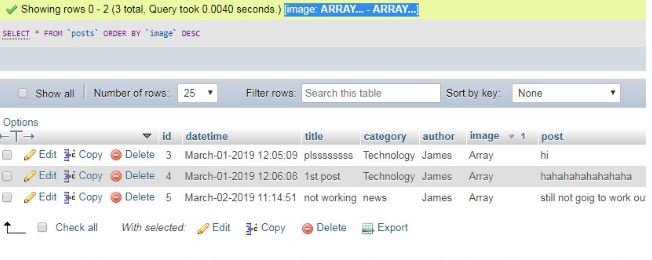 Showing rows 0 - 2 (3 total, Query took 0.0040 seconds.) [image: ARRAY... - ARRAY...]
SELECT * FROM `posts` ORDER BY `image` DESC
Show all Number of rows: 25 Filter rows: Search this table Sort by key: None
Options
id datetime title category author image 1 post
Edit Copy Delete 3 March-01-2019 12:05:09 plssssssss Technology James Array hi
Edit Copy Delete 4 March-01-2019 12:06:08 1st post Technology James Array hahahahahahahaha
Edit Copy Delete 5 March-02-2019 11:14:51 not working news James Array still not goig to work ou
Check all With selected: Edit Copy Delete Export